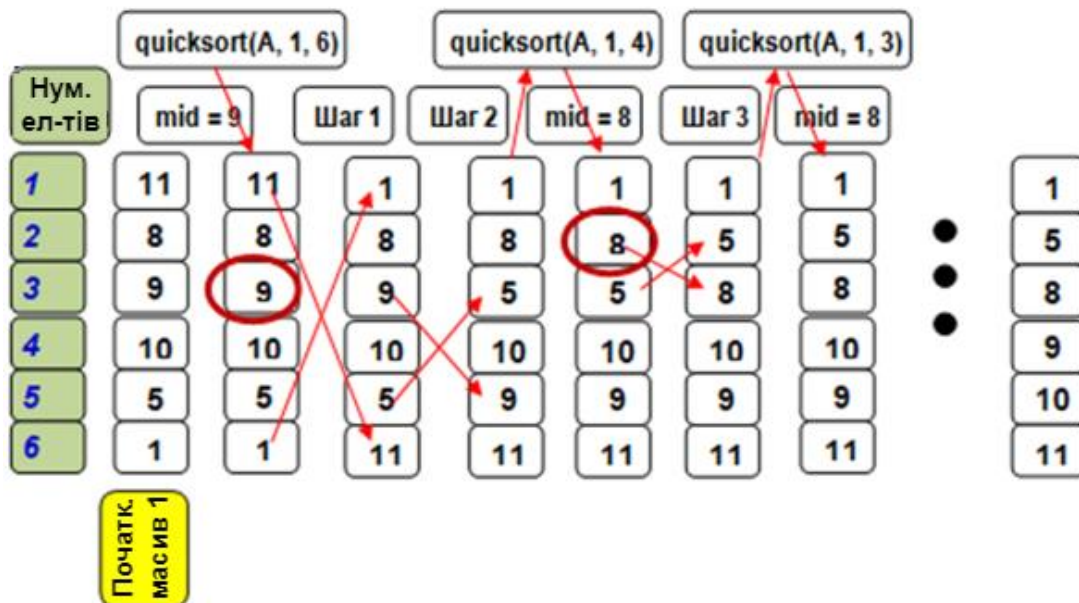 quicksort(A, 1, 6) quicksort(A, 1, 4) quicksort(A, 1, 3)
Нум.
ел-тів
mid = 9 Шаг 1 Шаг 2 mid = 8 Шаг 3 mid = 8
1 11 11 1 1 1 1 1 1
2 8 8 8 8 8 5 5 5
3 9 9 9 5 5 8 8 8
4 10 10 10 10 10 10 10 9
5 5 5 5 9 9 9 9 10
6 1 1 11 11 11 11 11 11
Початк.
масив 1